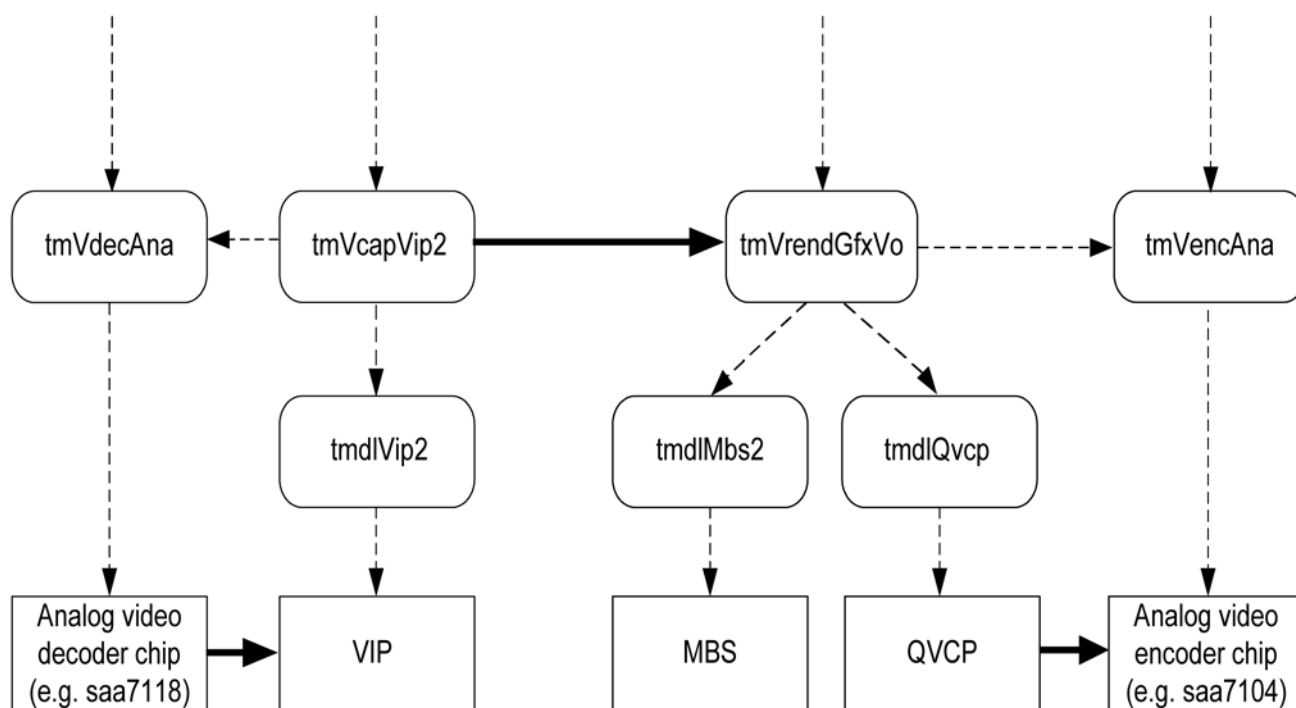 tmVdecAna
tmVcapVip2
tmVrendGfxVo
tmVencAna
tmdlVip2
tmdlMbs2
tmdlQvcp
Analog video
decoder chip
(e.g. saa7118)
VIP
MBS
QVCP
Analog video
encoder chip
(e.g. saa7104)